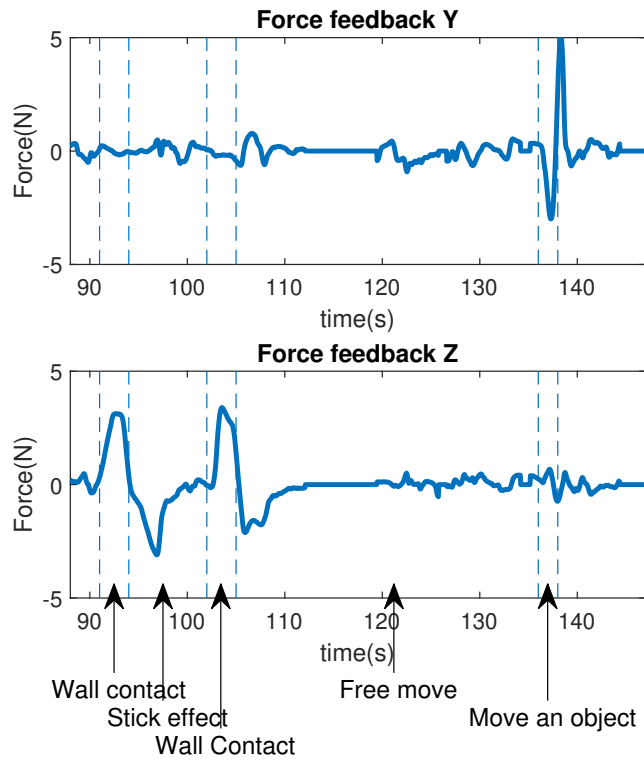 Force feedback Y
5
0
-5
Force(N)
90 100 110 120 130 140
time(s)
Force feedback Z
5
0
-5
Force(N)
90 100 110 120 130 140
time(s)
Wall contact
Free move
Stick effect
Move an object
Wall Contact